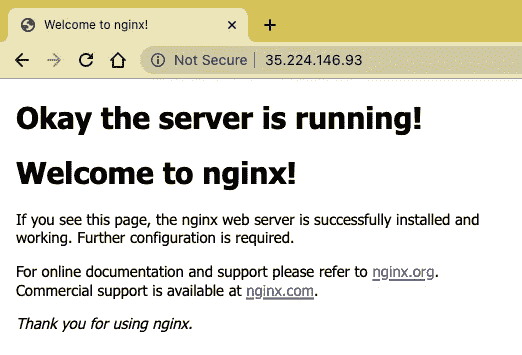 Welcome to nginx!
Not Secure | 35.224.146.93
Okay the server is running!
Welcome to nginx!
If you see this page, the nginx web server is successfully installed and
working. Further configuration is required.
For online documentation and support please refer to nginx.org.
Commercial support is available at nginx.com.
Thank you for using nginx.